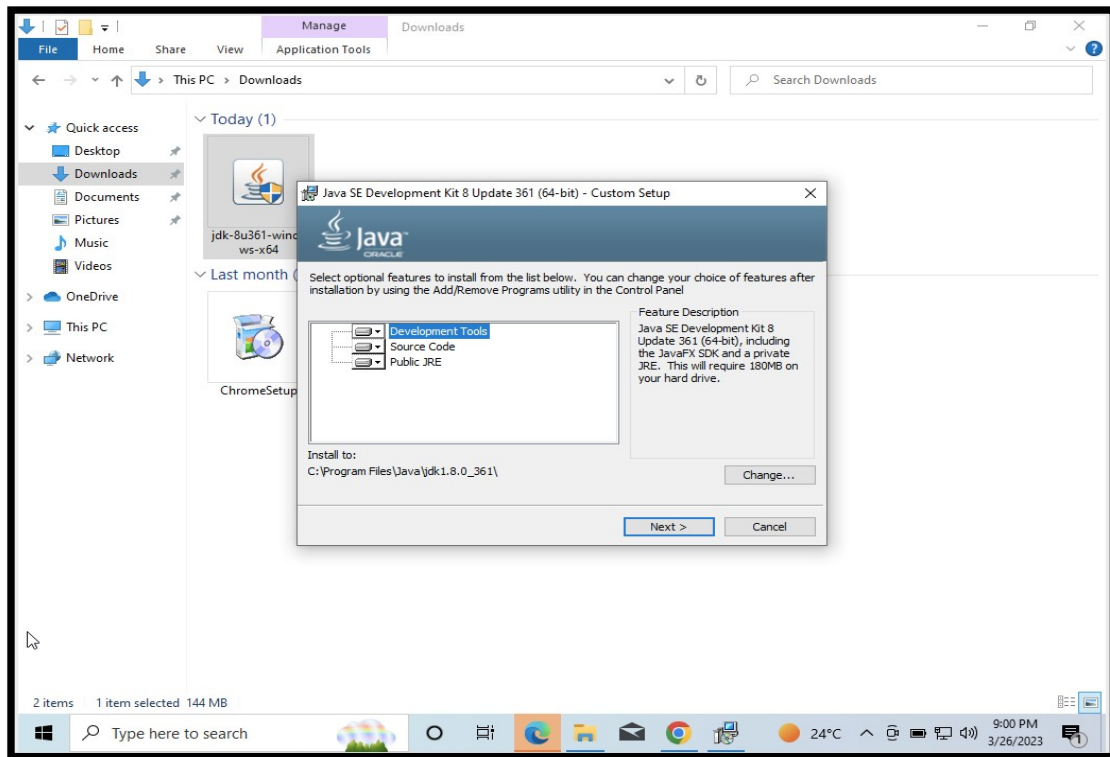 Manage
Downloads
File Home Share View Application Tools
This PC > Downloads
Search Downloads
Quick access
Desktop
Downloads
Documents
Pictures
Music
Videos
OneDrive
This PC
Network
Today (1)
jdk-8u361-windo
ws-x64
Last month (
ChromeSetup
Java SE Development Kit 8 Update 361 (64-bit) - Custom Setup
Java
ORACLE
Select optional features to install from the list below. You can change your choice of features after
installation by using the Add/Remove Programs utility in the Control Panel
Development Tools
Source Code
Public JRE
Feature Description
Java SE Development Kit 8
Update 361 (64-bit), including
the JavaFX SDK and a private
JRE. This will require 180MB on
your hard drive.
Install to:
C:\Program Files\Java\jdk1.8.0_361\
Change...
Next > Cancel
2 items 1 item selected 144 MB
Type here to search
24°C
9:00 PM
3/26/2023
1